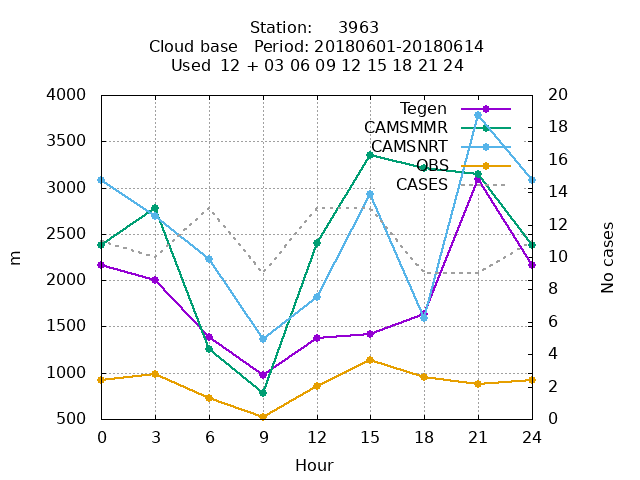 Station: 3963
Cloud base Period: 20180601-20180614
Used 12 + 03 06 09 12 15 18 21 24
4000
3500
3000
2500
2000
1500
1000
500
m
20
18
16
14
12
10
8
6
4
2
0
No cases
Tegen
CAMSMMR
CAMSNRT
OBS
CASES
0 3 6 9 12 15 18 21 24
Hour